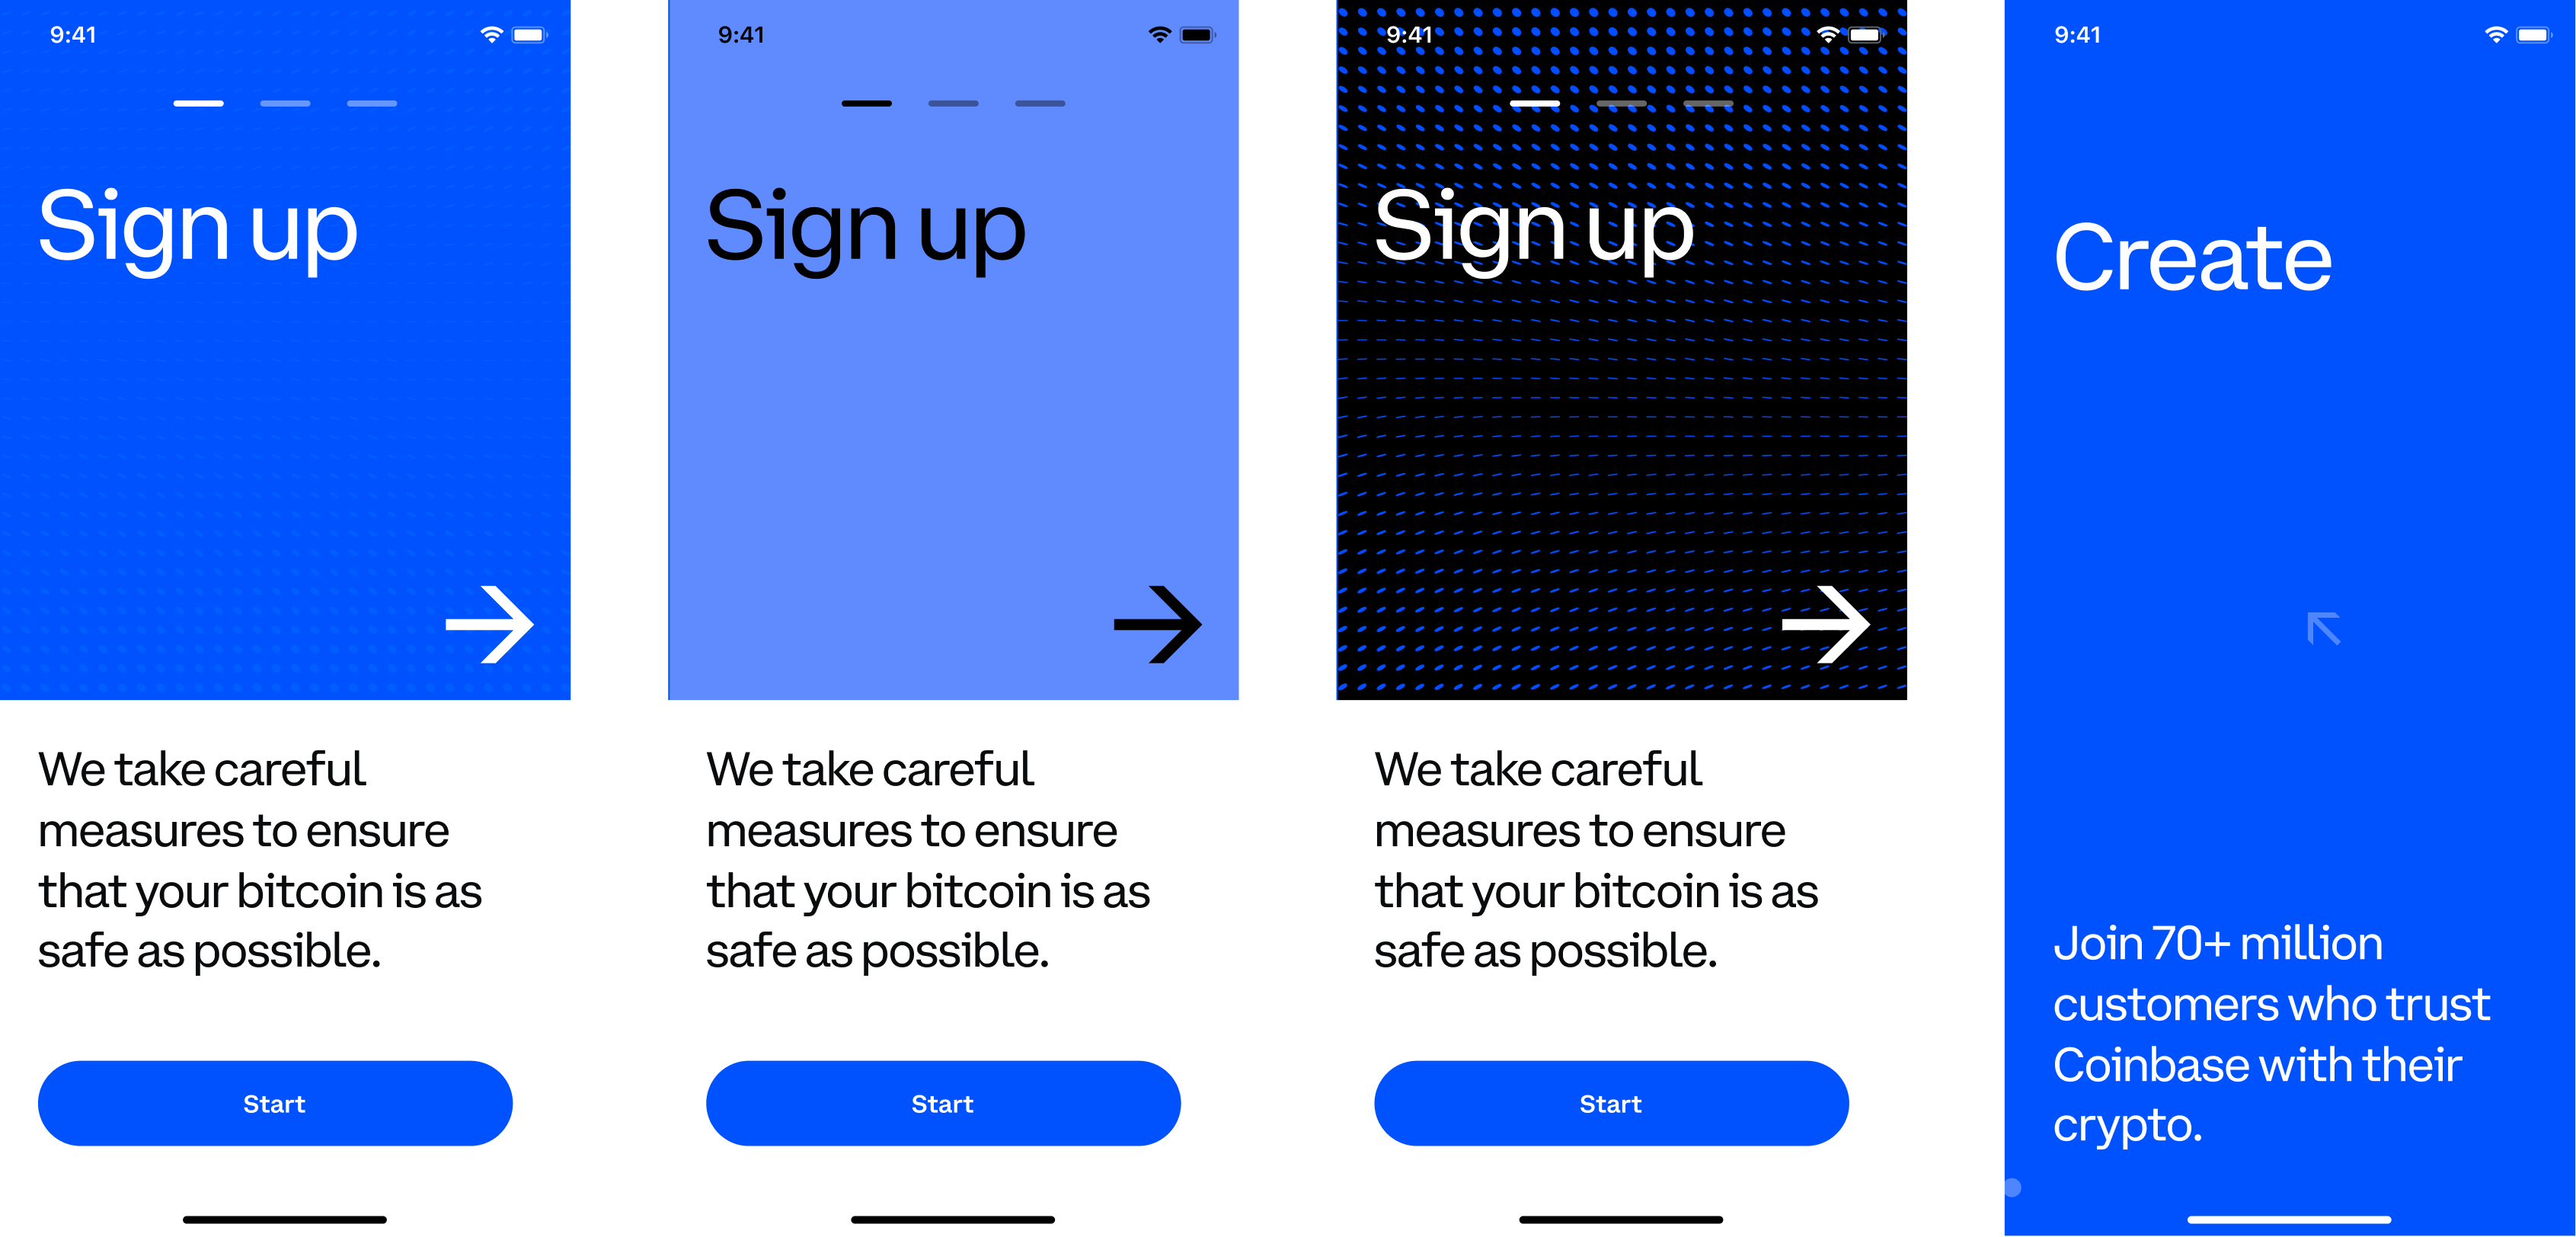 9:41
Sign up
We take careful
measures to ensure
that your bitcoin is as
safe as possible.
Start
9:41
Sign up
We take careful
measures to ensure
that your bitcoin is as
safe as possible.
Start
9:41
Sign up
We take careful
measures to ensure
that your bitcoin is as
safe as possible.
Start
9:41
Create
Join 70+ million
customers who trust
Coinbase with their
crypto.